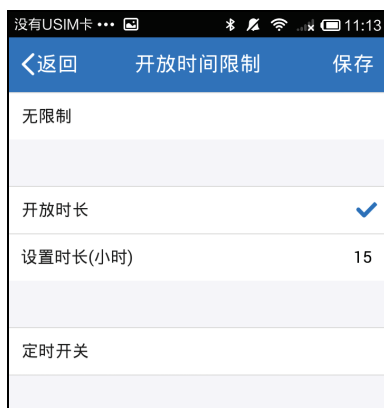 没有USIM卡 ••• 11:13
返回 开放时间限制 保存
无限制
开放时长
设置时长(小时) 15
定时开关